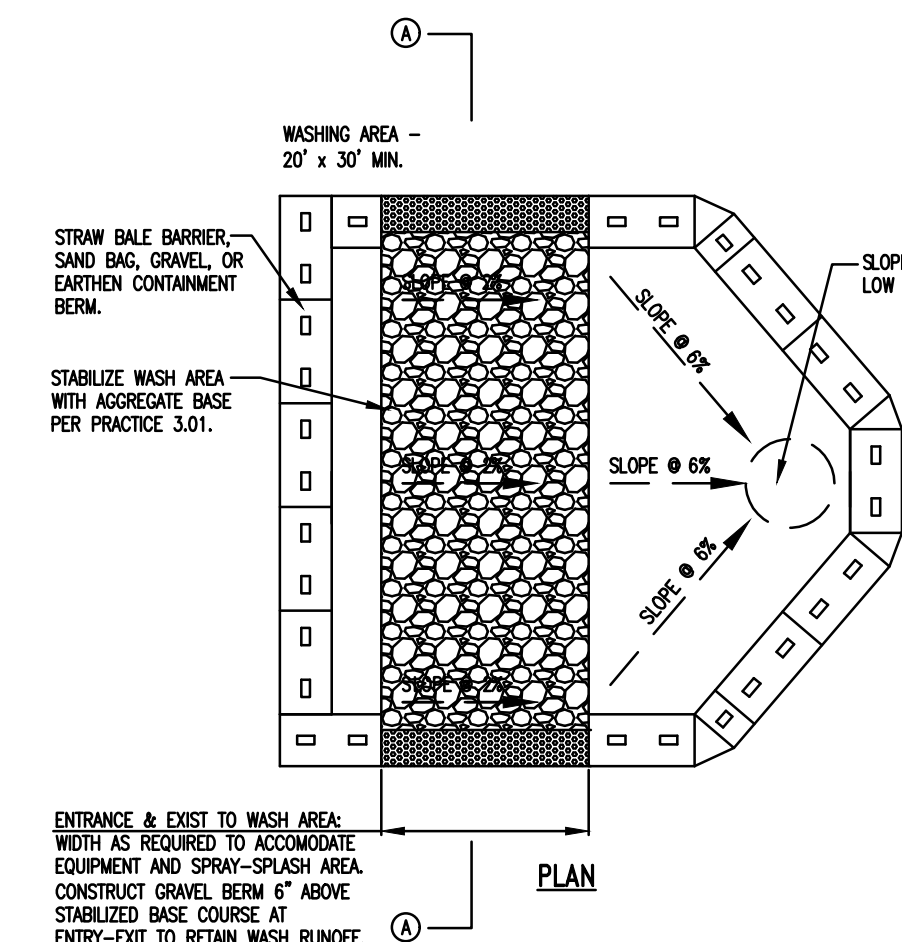 A
WASHING AREA –
20' x 30' MIN.
STRAW BALE BARRIER,
SAND BAG, GRAVEL, OR
EARTHEN CONTAINMENT
BERM.
STABILIZE WASH AREA
WITH AGGREGATE BASE
PER PRACTICE 3.01.
SLOPE @ 2%
SLOPE @ 2%
SLOPE @ 2%
SLOPE @ 6%
SLOPE @ 6%
SLOPE @ 6%
SLOPE
LOW
ENTRANCE & EXIST TO WASH AREA:
WIDTH AS REQUIRED TO ACCOMODATE
EQUIPMENT AND SPRAY–SPLASH AREA.
CONSTRUCT GRAVEL BERM 6" ABOVE
STABILIZED BASE COURSE AT
ENTRY–EXIT TO RETAIN WASH RUNOFF
PLAN
A